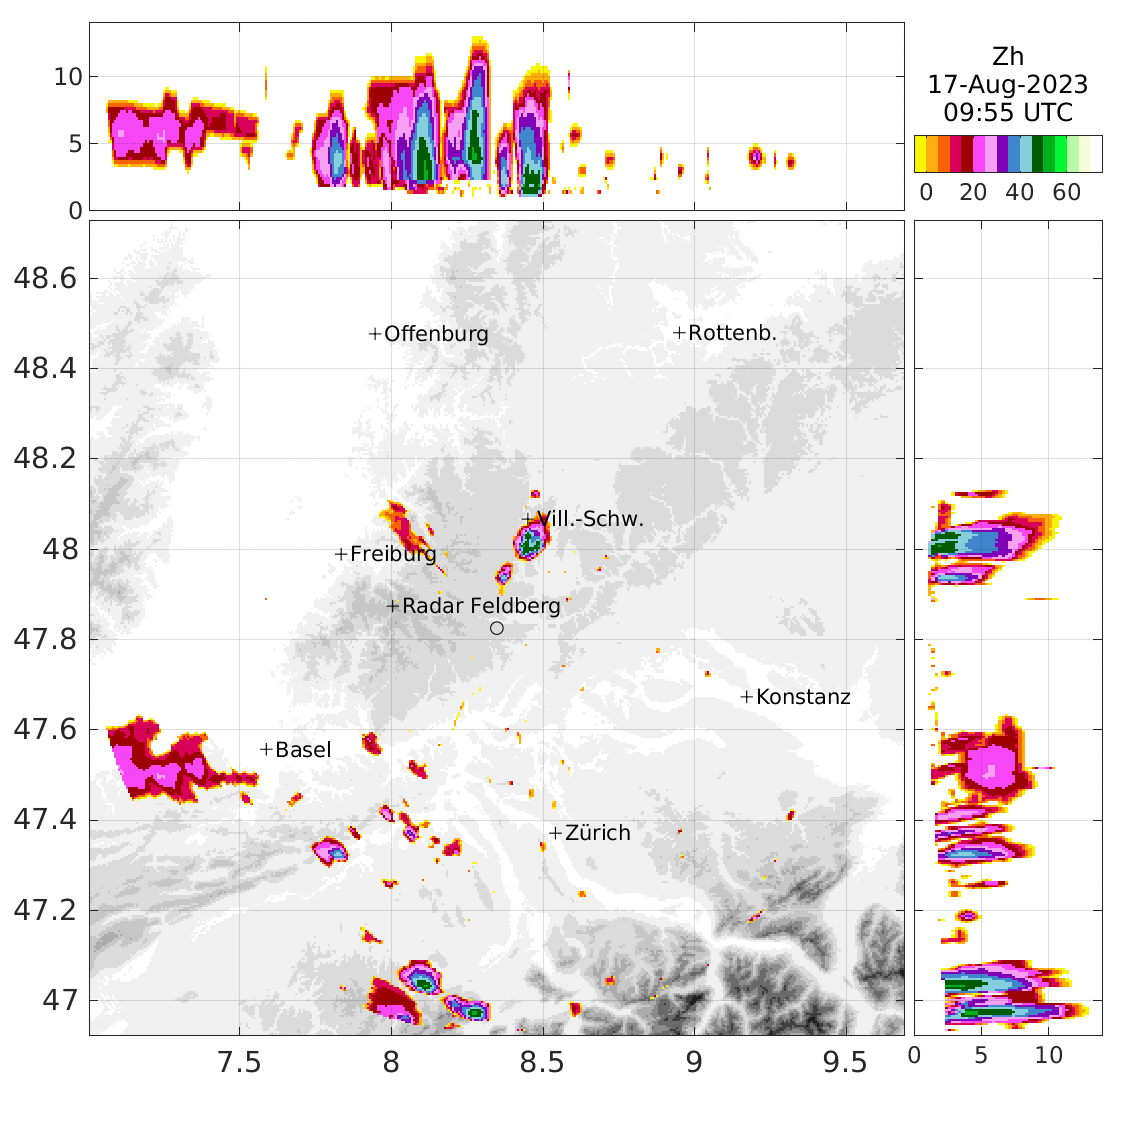 10
5
0
Zh
17-Aug-2023
09:55 UTC
0 20 40 60
48.6
48.4
48.2
48
47.8
47.6
47.4
47.2
47
+Offenburg
+Rottenb.
+Vill.-Schw.
+Freiburg
+Radar Feldberg
+Konstanz
+Basel
+Zürich
7.5 8 8.5 9 9.5
0 5 10